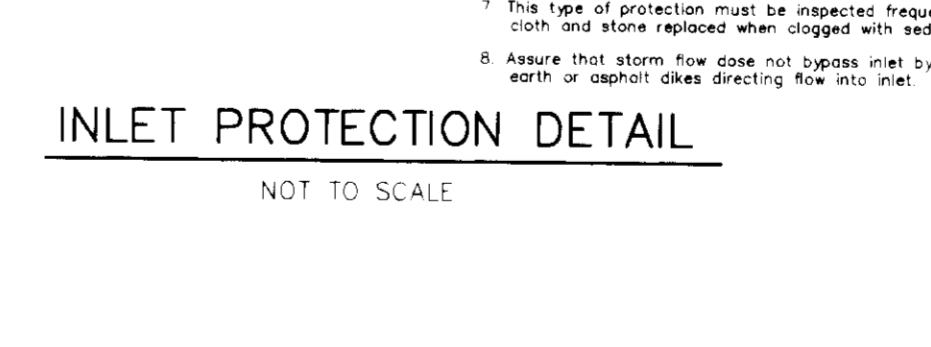 7 This type of protection must be inspected
cloth and stone replaced when clogged with
8. Assure that storm flow dose not bypass inlet by
earth or asphalt dikes directing flow into inlet.
INLET PROTECTION DETAIL
NOT TO SCALE